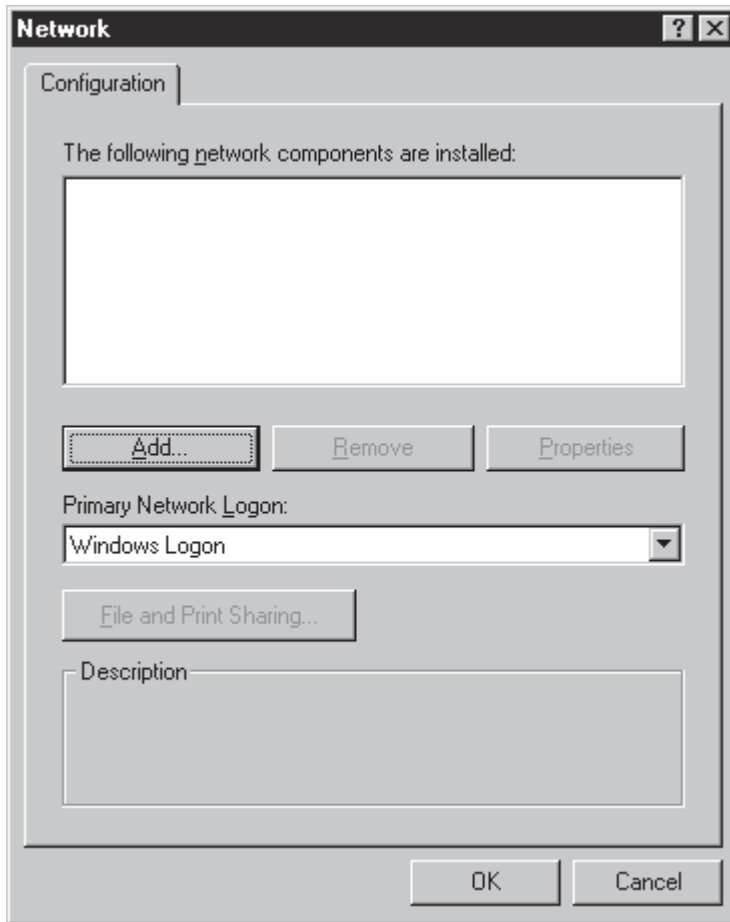 Network
Configuration
The following network components are installed:
Add... Remove Properties
Primary Network Logon:
Windows Logon
File and Print Sharing...
Description
OK Cancel